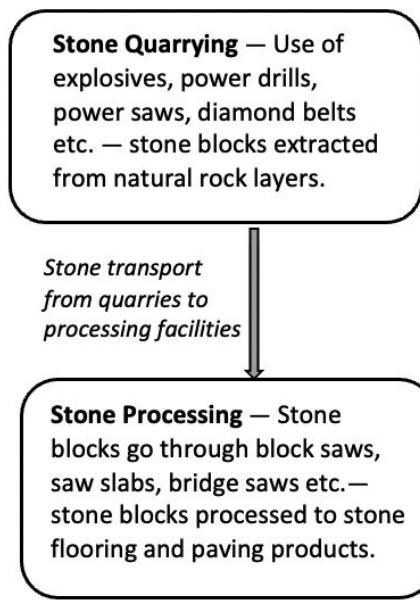 Stone Quarrying — Use of
explosives, power drills,
power saws, diamond belts
etc. — stone blocks extracted
from natural rock layers.
Stone transport
from quarries to
processing facilities
Stone Processing — Stone
blocks go through block saws,
saw slabs, bridge saws etc.—
stone blocks processed to stone
flooring and paving products.